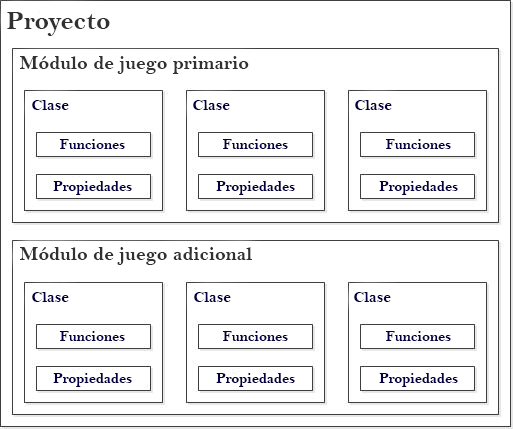 Proyecto
Módulo de juego primario
Clase Clase Clase
Funciones Funciones Funciones
Propiedades Propiedades Propiedades
Módulo de juego adicional
Clase Clase Clase
Funciones Funciones Funciones
Propiedades Propiedades Propiedades